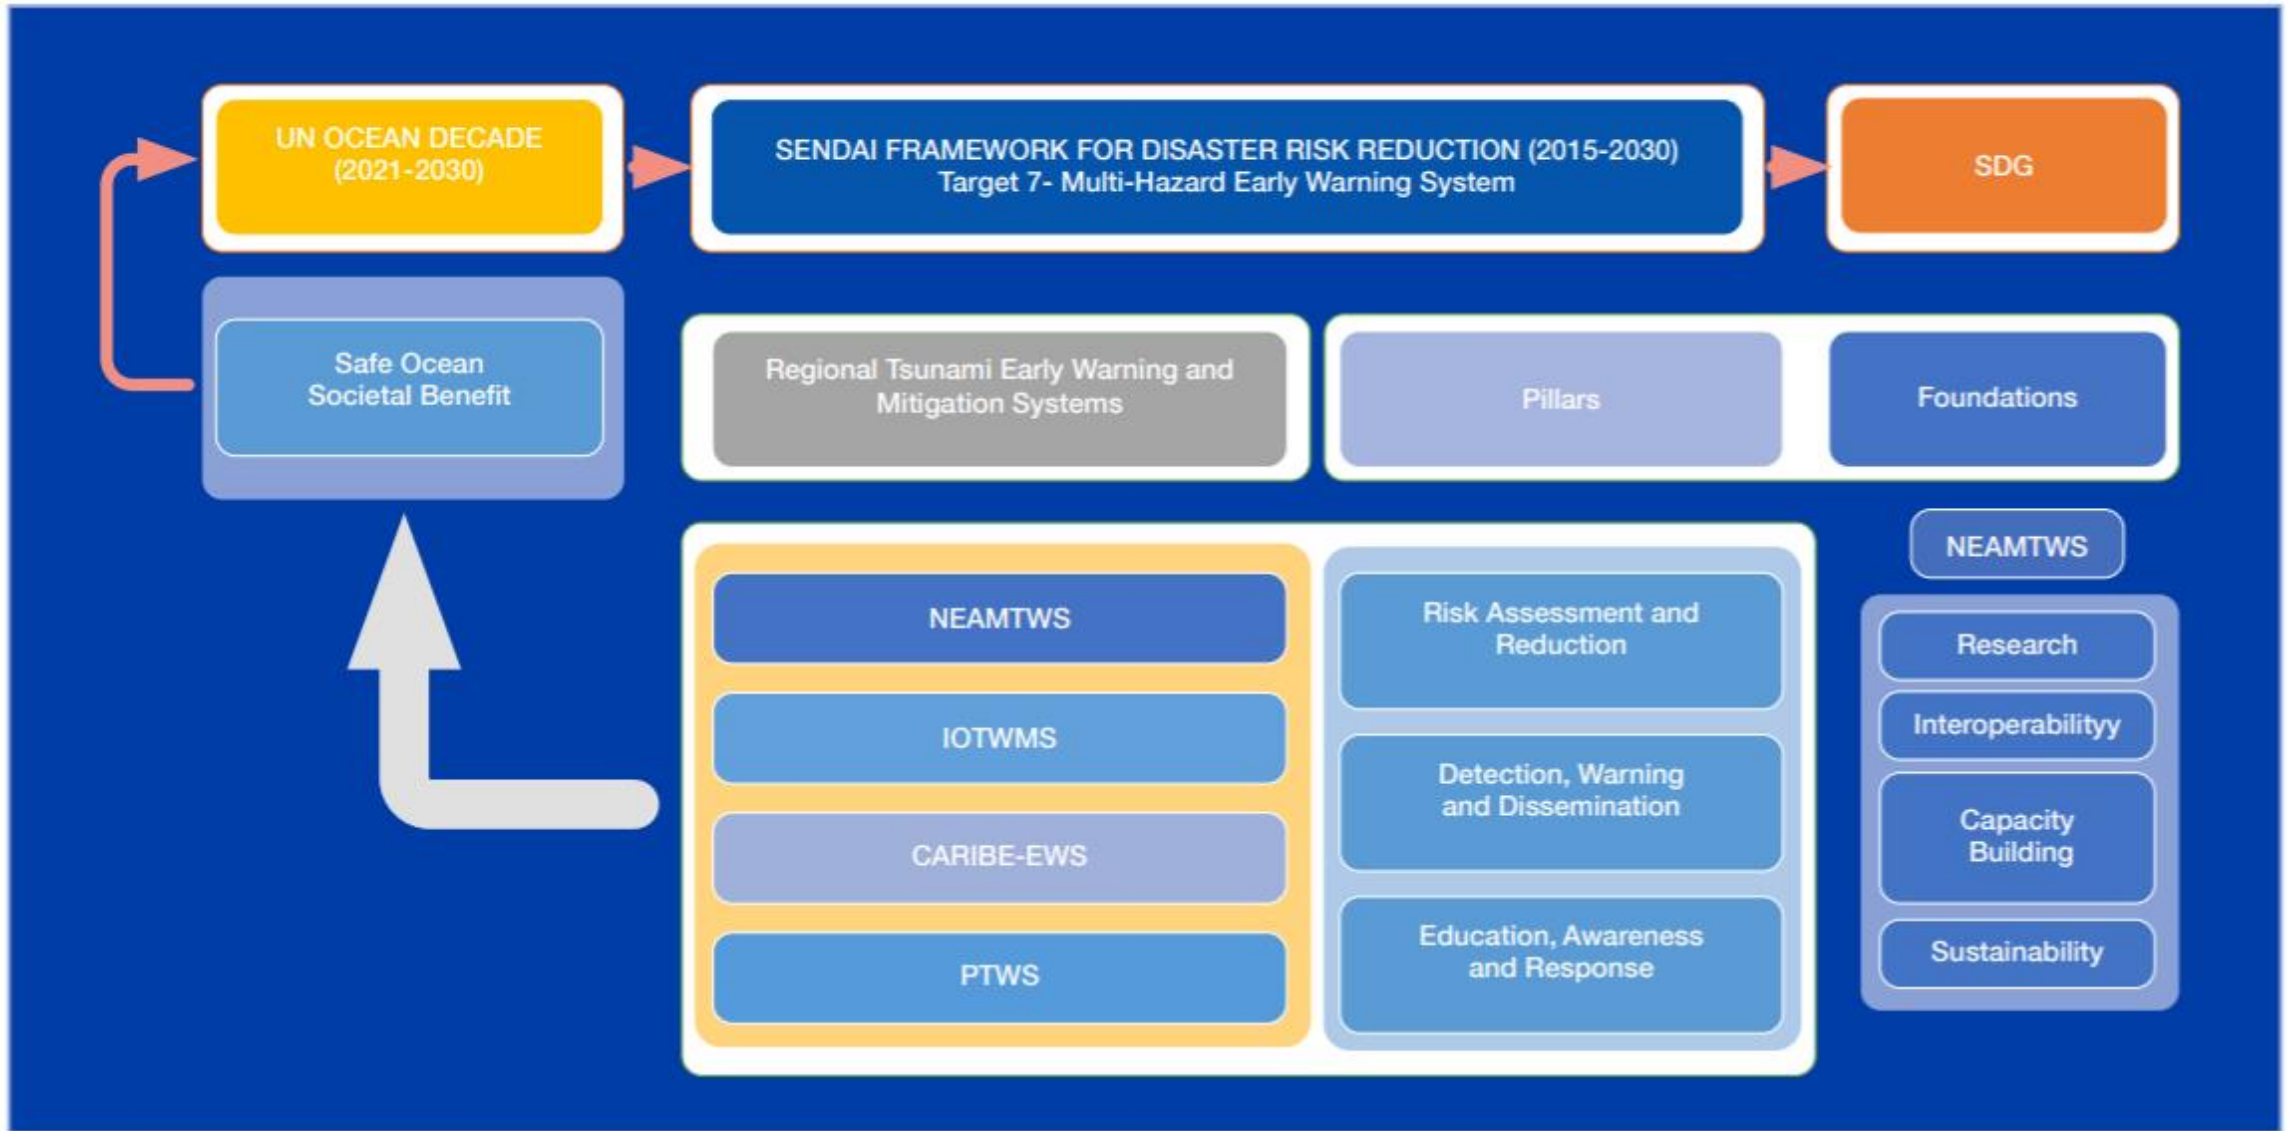 UN OCEAN DECADE
(2021-2030)
SENDAI FRAMEWORK FOR DISASTER RISK REDUCTION (2015-2030)
Target 7- Multi-Hazard Early Warning System
SDG
Safe Ocean
Societal Benefit
Regional Tsunami Early Warning and
Mitigation Systems
Pillars
Foundations
NEAMTWS
IOTWMS
CARIBE-EWS
PTWS
Risk Assessment and
Reduction
Detection, Warning
and Dissemination
Education, Awareness
and Response
NEAMTWS
Research
Interoperabilityy
Capacity
Building
Sustainability